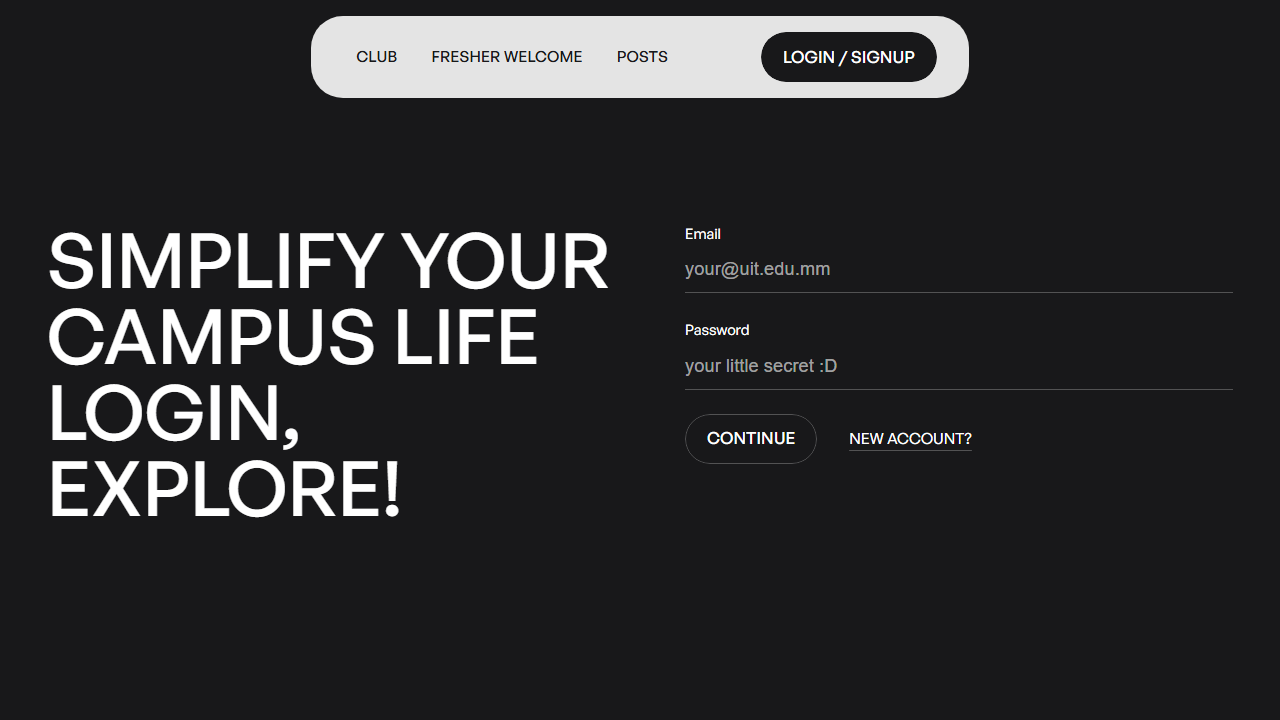 CLUB FRESHER WELCOME POSTS LOGIN / SIGNUP
SIMPLIFY YOUR
CAMPUS LIFE
LOGIN,
EXPLORE!
Email
your@uit.edu.mm
Password
your little secret :D
CONTINUE NEW ACCOUNT?